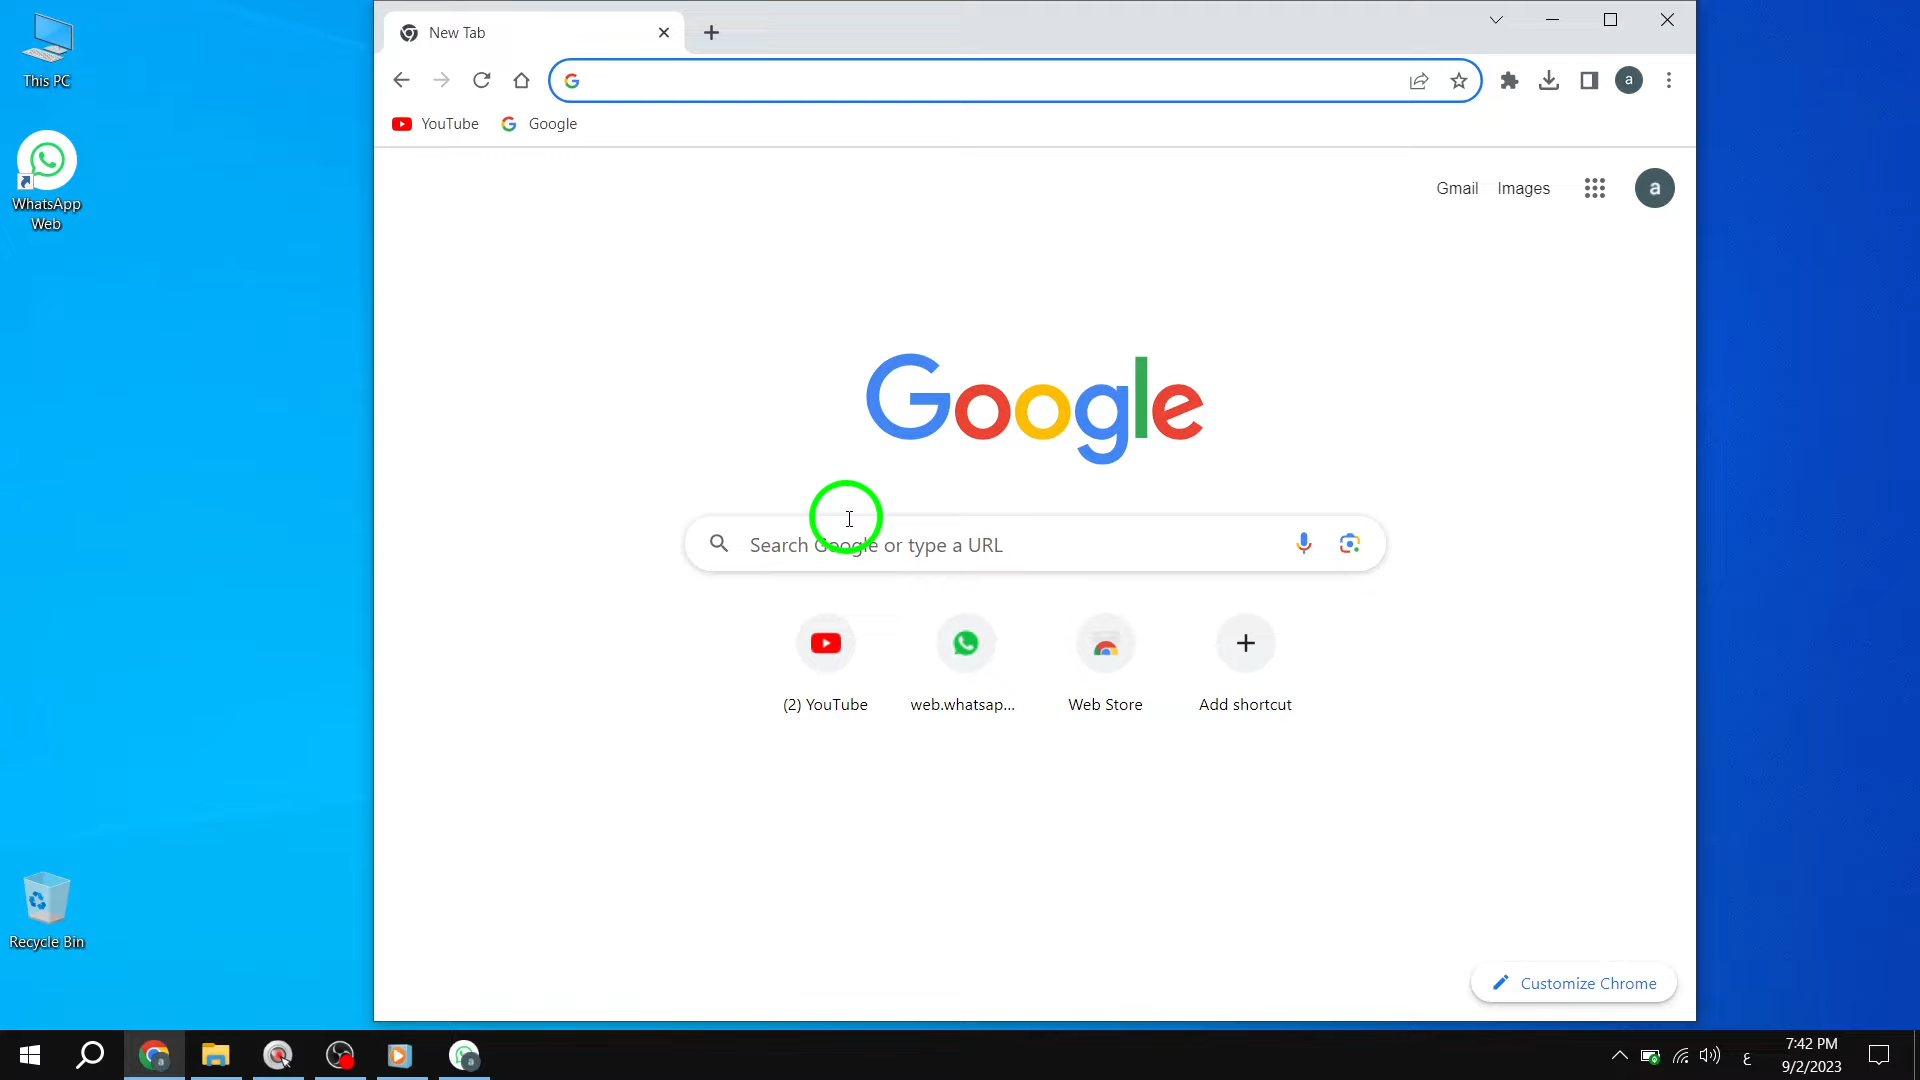 This PC
WhatsApp
Web
Recycle Bin
New Tab
a
YouTube
Google
Gmail
Images
a
Google
Search Google or type a URL
(2) YouTube
web.whatsap...
Web Store
Add shortcut
Customize Chrome
a
a
ع
7:42 PM
9/2/2023